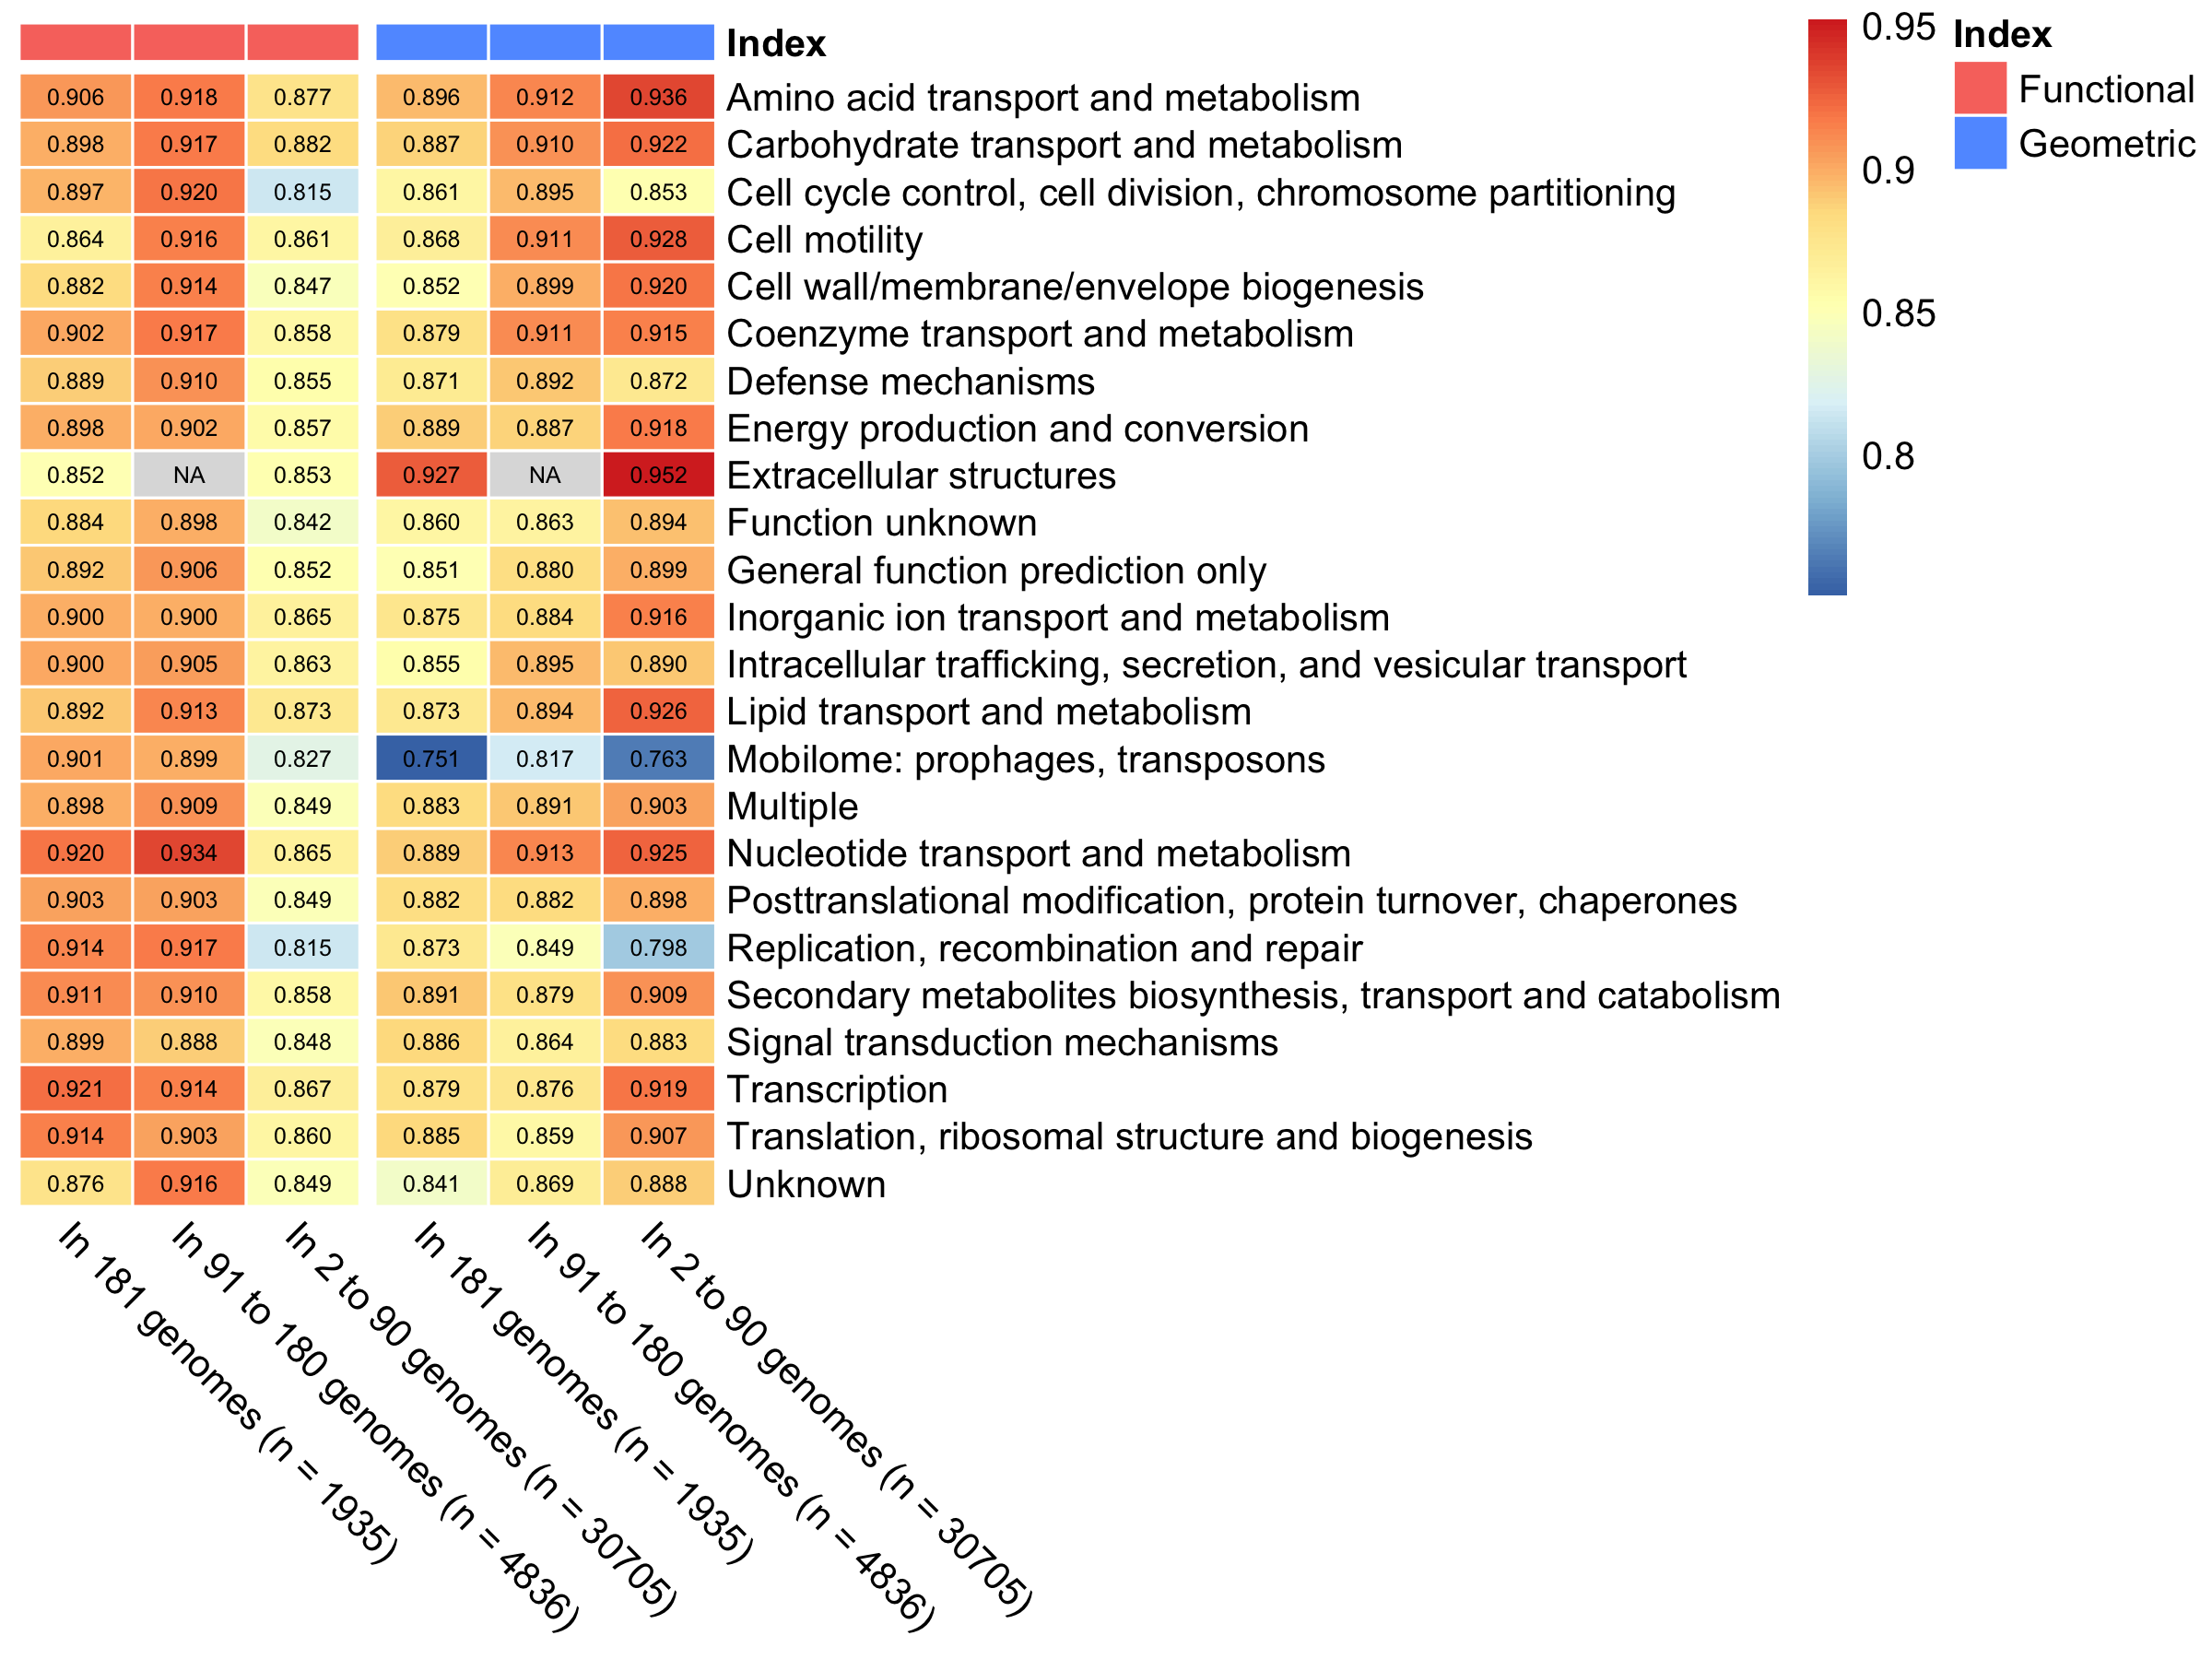 Index
0.906 0.918 0.877 0.896 0.912 0.936 Amino acid transport and metabolism
0.898 0.917 0.882 0.887 0.910 0.922 Carbohydrate transport and metabolism
0.897 0.920 0.815 0.861 0.895 0.853 Cell cycle control, cell division, chromosome partitioning
0.864 0.916 0.861 0.868 0.911 0.928 Cell motility
0.882 0.914 0.847 0.852 0.899 0.920 Cell wall/membrane/envelope biogenesis
0.902 0.917 0.858 0.879 0.911 0.915 Coenzyme transport and metabolism
0.889 0.910 0.855 0.871 0.892 0.872 Defense mechanisms
0.898 0.902 0.857 0.889 0.887 0.918 Energy production and conversion
0.852 NA 0.853 0.927 NA 0.952 Extracellular structures
0.884 0.898 0.842 0.860 0.863 0.894 Function unknown
0.892 0.906 0.852 0.851 0.880 0.899 General function prediction only
0.900 0.900 0.865 0.875 0.884 0.916 Inorganic ion transport and metabolism
0.900 0.905 0.863 0.855 0.895 0.890 Intracellular trafficking, secretion, and vesicular transport
0.892 0.913 0.873 0.873 0.894 0.926 Lipid transport and metabolism
0.901 0.899 0.827 0.751 0.817 0.763 Mobilome: prophages, transposons
0.898 0.909 0.849 0.883 0.891 0.903 Multiple
0.920 0.934 0.865 0.889 0.913 0.925 Nucleotide transport and metabolism
0.903 0.903 0.849 0.882 0.882 0.898 Posttranslational modification, protein turnover, chaperones
0.914 0.917 0.815 0.873 0.849 0.798 Replication, recombination and repair
0.911 0.910 0.858 0.891 0.879 0.909 Secondary metabolites biosynthesis, transport and catabolism
0.899 0.888 0.848 0.886 0.864 0.883 Signal transduction mechanisms
0.921 0.914 0.867 0.879 0.876 0.919 Transcription
0.914 0.903 0.860 0.885 0.859 0.907 Translation, ribosomal structure and biogenesis
0.876 0.916 0.849 0.841 0.869 0.888 Unknown
In 181 genomes (n = 1935)
In 91 to 180 genomes (n = 4836)
In 2 to 90 genomes (n = 30705)
In 181 genomes (n = 1935)
In 91 to 180 genomes (n = 4836)
In 2 to 90 genomes (n = 30705)
0.95
0.9
0.85
0.8
Index
Functional
Geometric